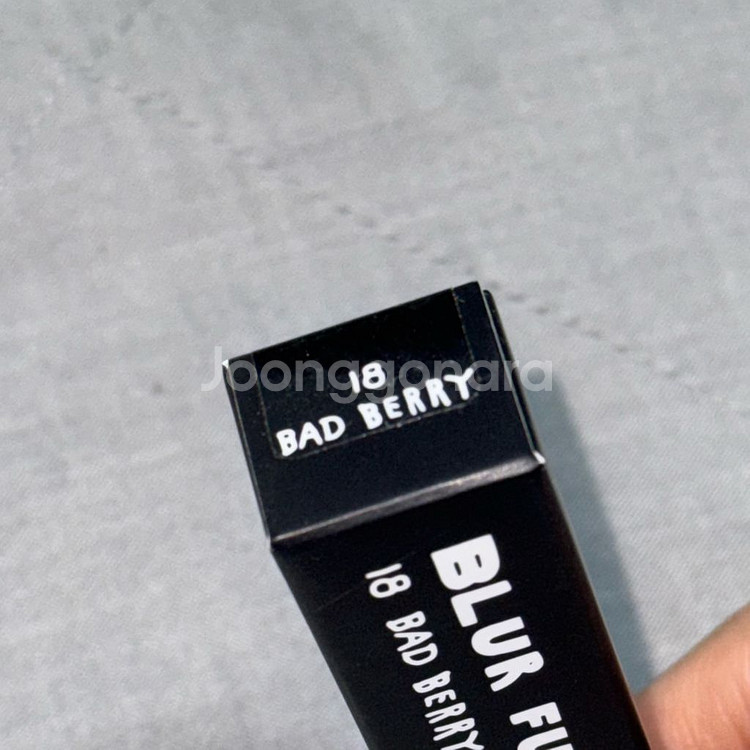 18
BAD BERRY
BLUR FU
18 BAD BERRY
Joonggonara